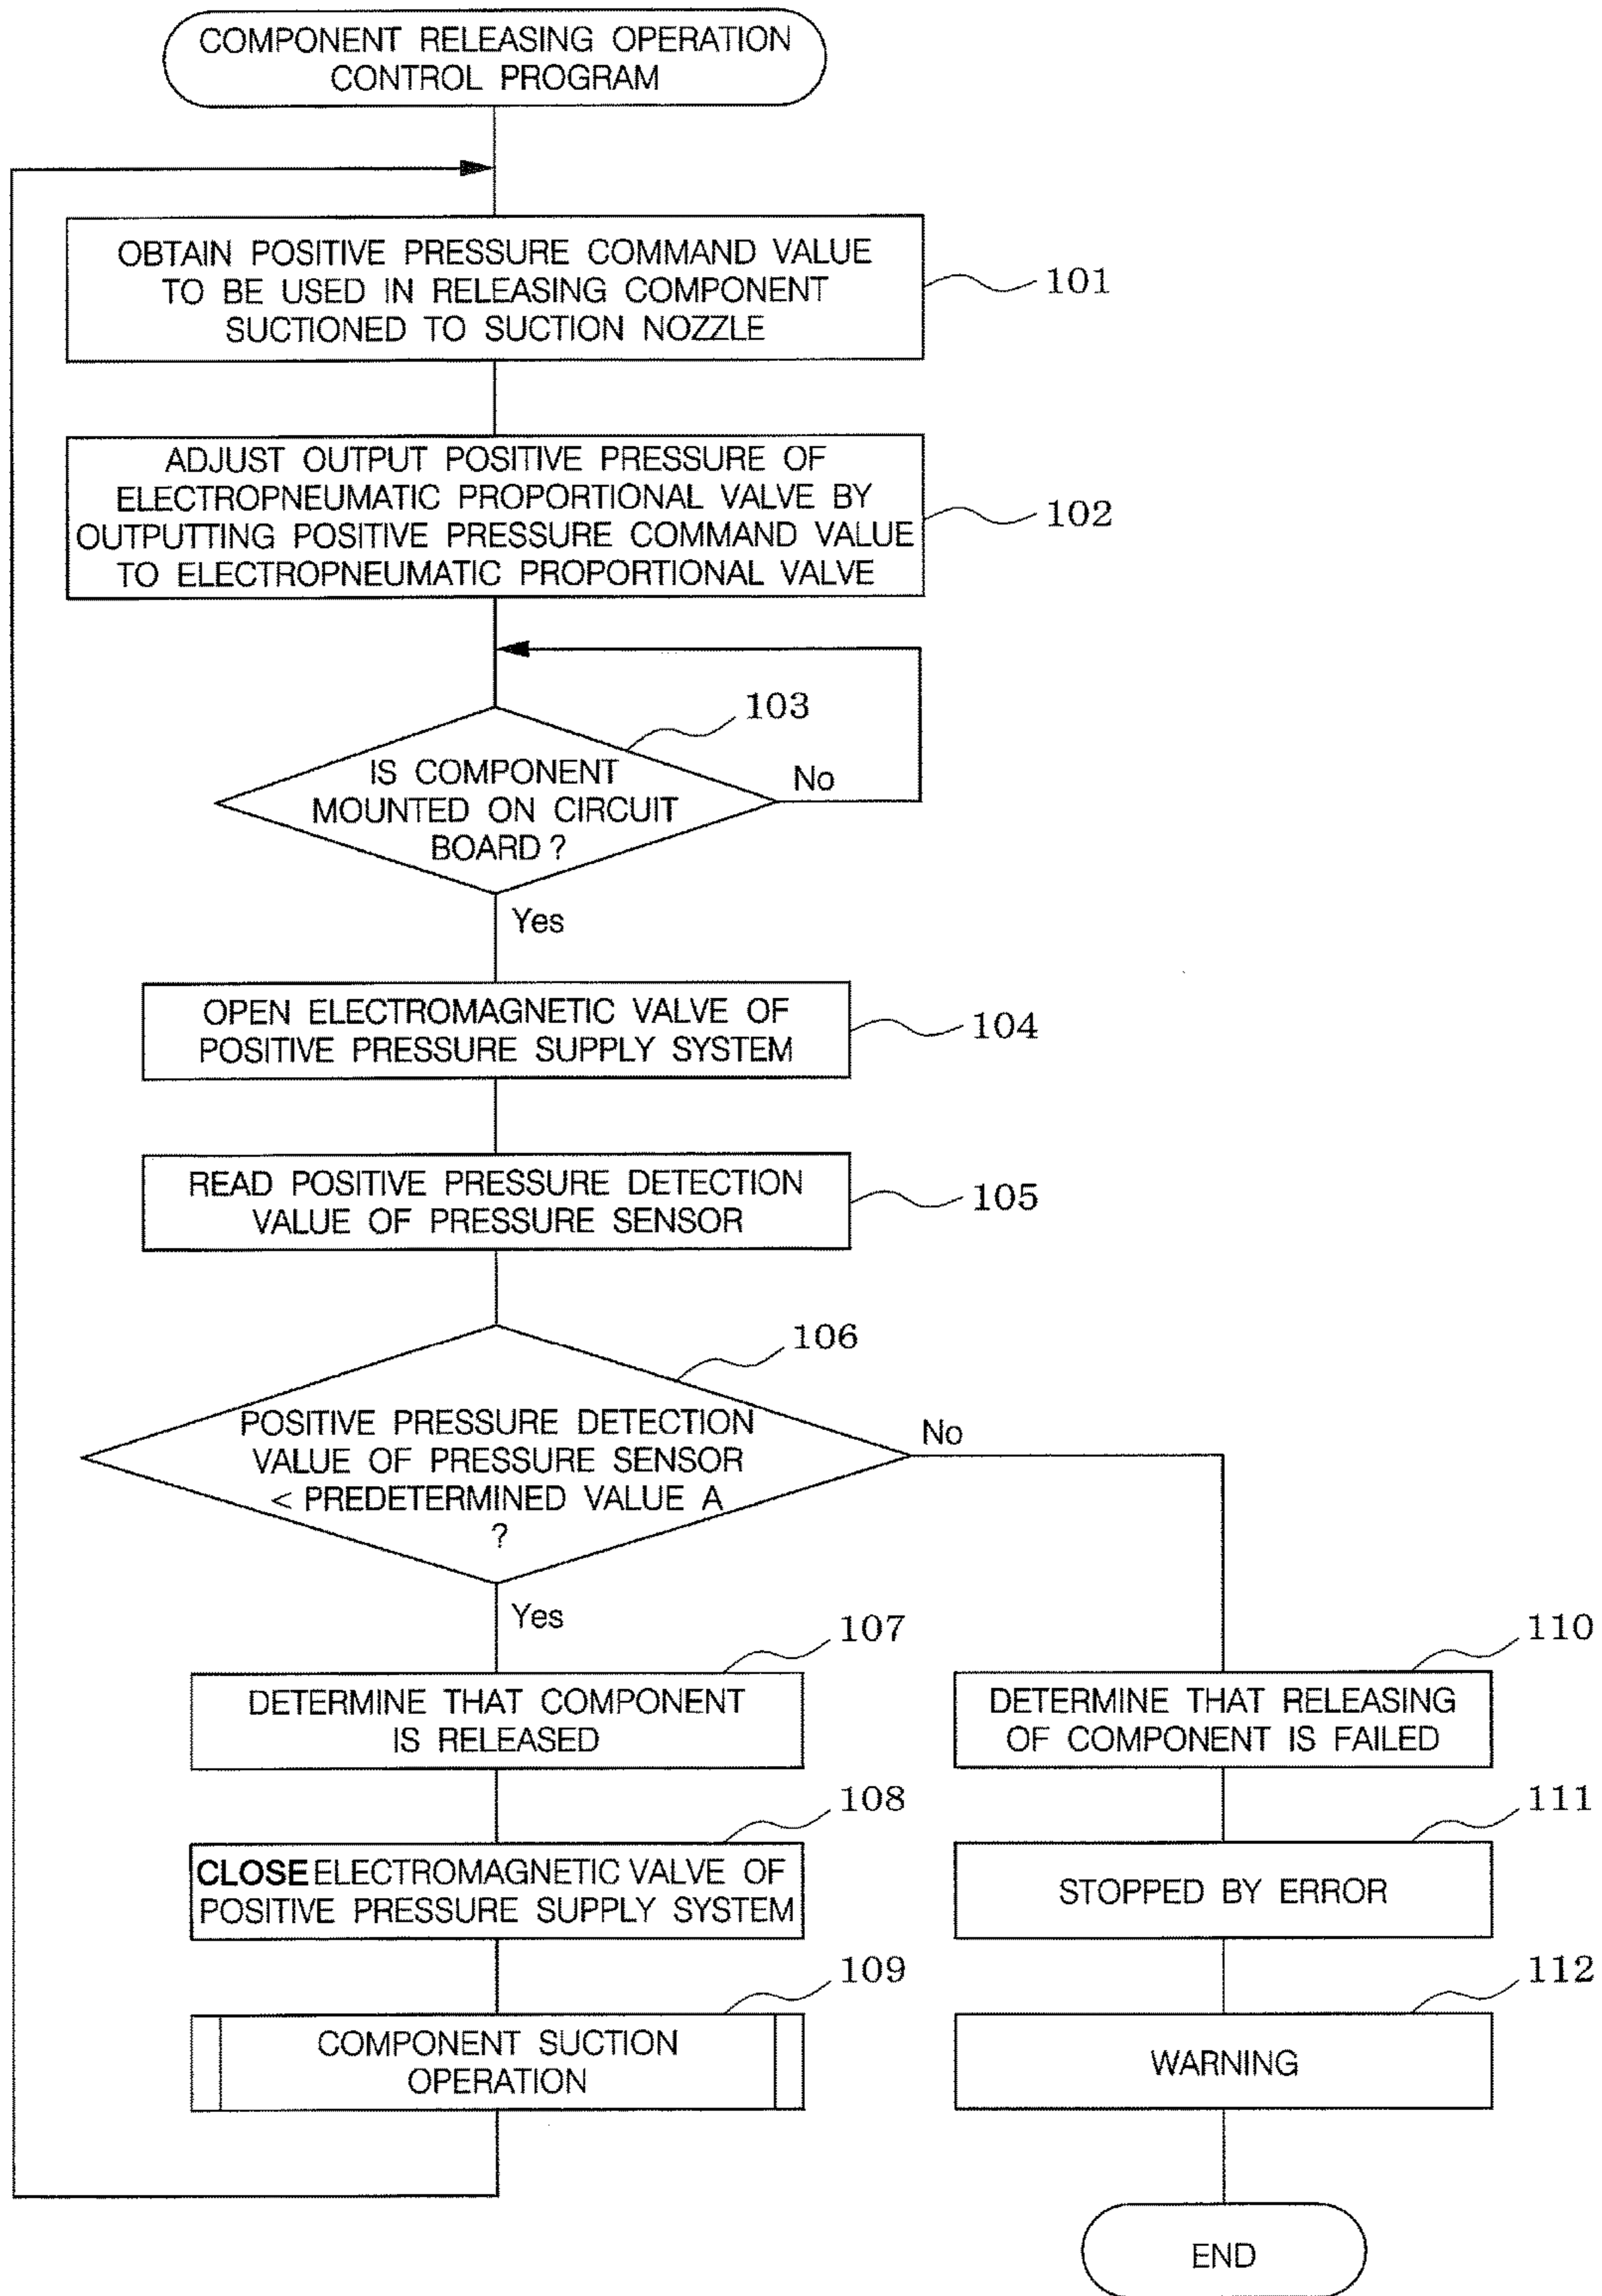 COMPONENT RELEASING OPERATION
CONTROL PROGRAM
OBTAIN POSITIVE PRESSURE COMMAND VALUE
TO BE USED IN RELEASING COMPONENT
SUCTIONED TO SUCTION NOZZLE
101
ADJUST OUTPUT POSITIVE PRESSURE OF
ELECTROPNEUMATIC PROPORTIONAL VALVE BY
OUTPUTTING POSITIVE PRESSURE COMMAND VALUE
TO ELECTROPNEUMATIC PROPORTIONAL VALVE
102
103
IS COMPONENT
MOUNTED ON CIRCUIT
BOARD ?
No
Yes
OPEN ELECTROMAGNETIC VALVE OF
POSITIVE PRESSURE SUPPLY SYSTEM
104
READ POSITIVE PRESSURE DETECTION
VALUE OF PRESSURE SENSOR
105
106
POSITIVE PRESSURE DETECTION
VALUE OF PRESSURE SENSOR
< PREDETERMINED VALUE A
?
No
Yes
107
DETERMINE THAT COMPONENT
IS RELEASED
108
CLOSE ELECTROMAGNETIC VALVE OF
POSITIVE PRESSURE SUPPLY SYSTEM
109
COMPONENT SUCTION
OPERATION
110
DETERMINE THAT RELEASING
OF COMPONENT IS FAILED
111
STOPPED BY ERROR
112
WARNING
END